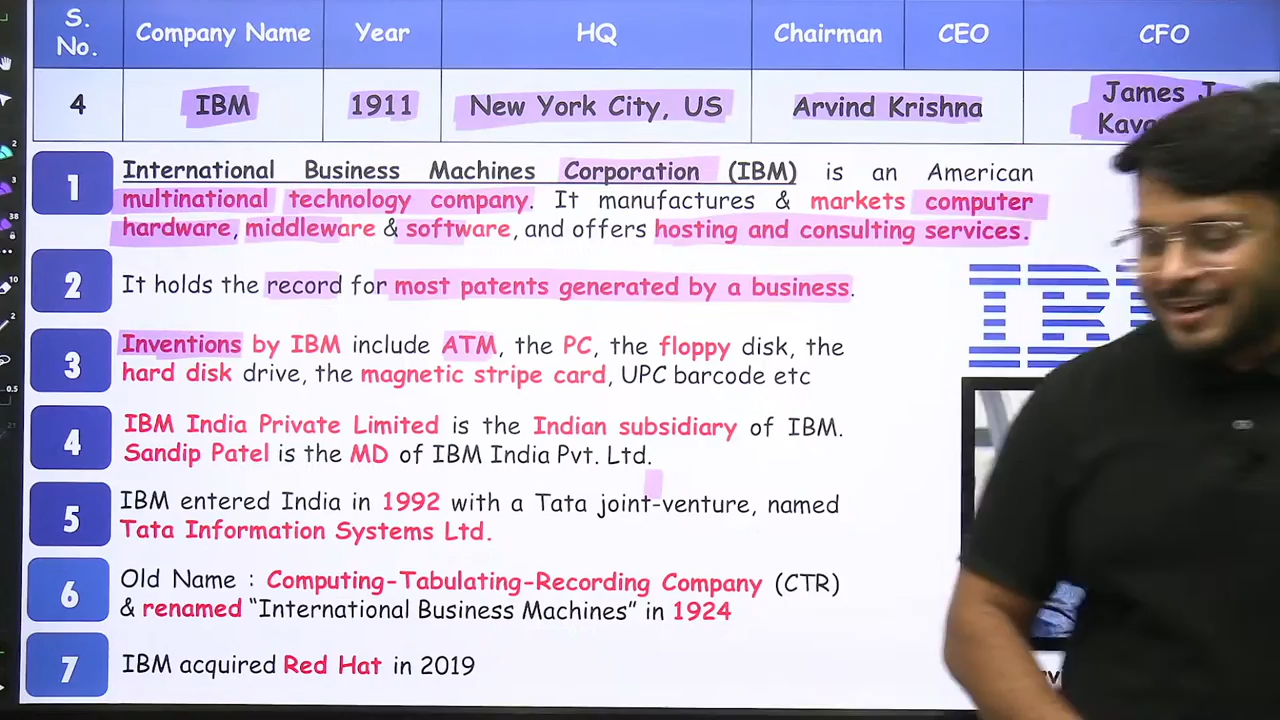 S. No. Company Name Year HQ Chairman CEO CFO
4 IBM 1911 New York City, US Arvind Krishna James J.
1 International Business Machines Corporation (IBM) is an American
multinational technology company. It manufactures & markets computer
hardware, middleware & software, and offers hosting and consulting services.
2 It holds the record for most patents generated by a business.
3 Inventions by IBM include ATM, the PC, the floppy disk, the
hard disk drive, the magnetic stripe card, UPC barcode etc
4 IBM India Private Limited is the Indian subsidiary of IBM.
Sandip Patel is the MD of IBM India Pvt. Ltd.
5 IBM entered India in 1992 with a Tata joint-venture, named
Tata Information Systems Ltd.
6 Old Name : Computing-Tabulating-Recording Company (CTR)
& renamed “International Business Machines” in 1924
7 IBM acquired Red Hat in 2019